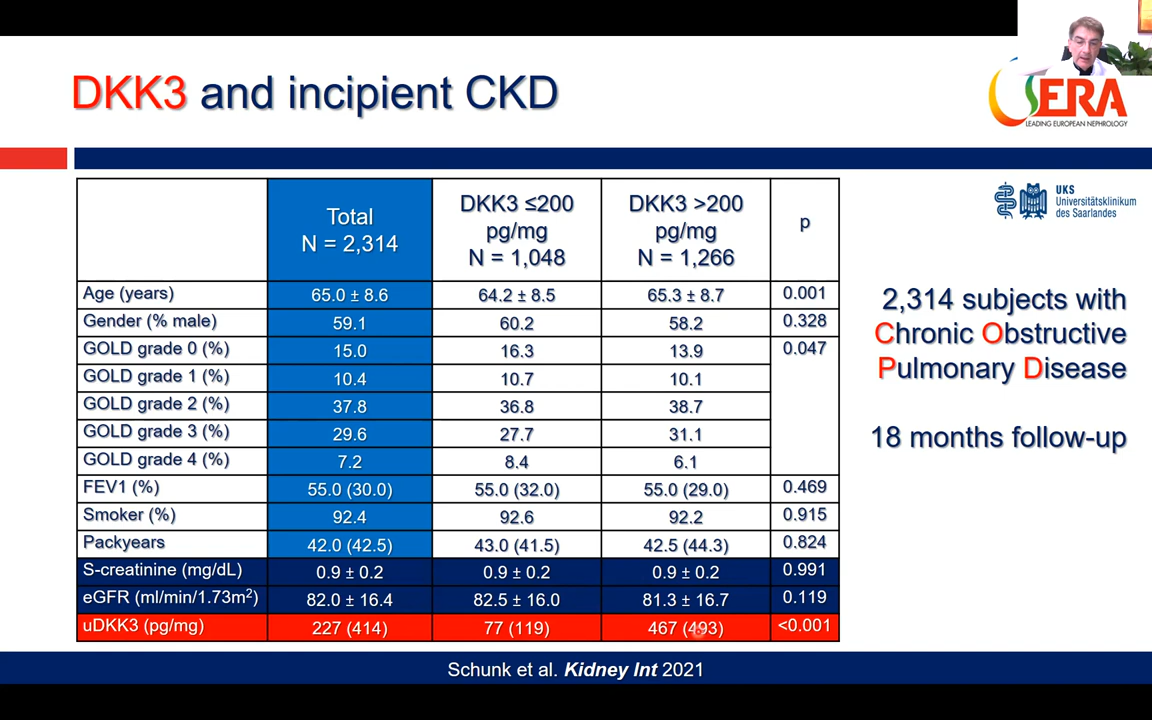 DKK3 and incipient CKD
ERA
LEADING EUROPEAN NEPHROLOGY
UKS
Universitätsklinikum
des Saarlandes
Total
N = 2,314
DKK3 ≤200
pg/mg
N = 1,048
DKK3 >200
pg/mg
N = 1,266
p
Age (years) 65.0 ± 8.6 64.2 ± 8.5 65.3 ± 8.7 0.001
Gender (% male) 59.1 60.2 58.2 0.328
GOLD grade 0 (%) 15.0 16.3 13.9 0.047
GOLD grade 1 (%) 10.4 10.7 10.1
GOLD grade 2 (%) 37.8 36.8 38.7
GOLD grade 3 (%) 29.6 27.7 31.1
GOLD grade 4 (%) 7.2 8.4 6.1
FEV1 (%) 55.0 (30.0) 55.0 (32.0) 55.0 (29.0) 0.469
Smoker (%) 92.4 92.6 92.2 0.915
Packyears 42.0 (42.5) 43.0 (41.5) 42.5 (44.3) 0.824
S-creatinine (mg/dL) 0.9 ± 0.2 0.9 ± 0.2 0.9 ± 0.2 0.991
eGFR (ml/min/1.73m²) 82.0 ± 16.4 82.5 ± 16.0 81.3 ± 16.7 0.119
uDKK3 (pg/mg) 227 (414) 77 (119) 467 (493) <0.001
2,314 subjects with
Chronic Obstructive
Pulmonary Disease
18 months follow-up
Schunk et al. Kidney Int 2021